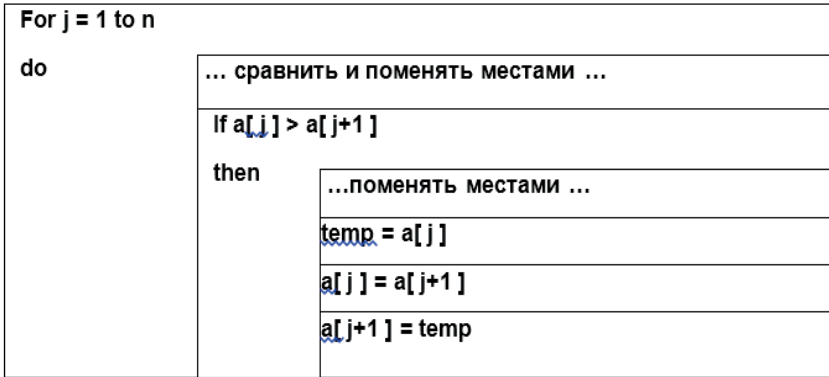 For j = 1 to n
do
... сравнить и поменять местами ...
If a[ j ] > a[ j+1 ]
then
...поменять местами ...
temp = a[ j ]
a[ j ] = a[ j+1 ]
a[ j+1 ] = temp